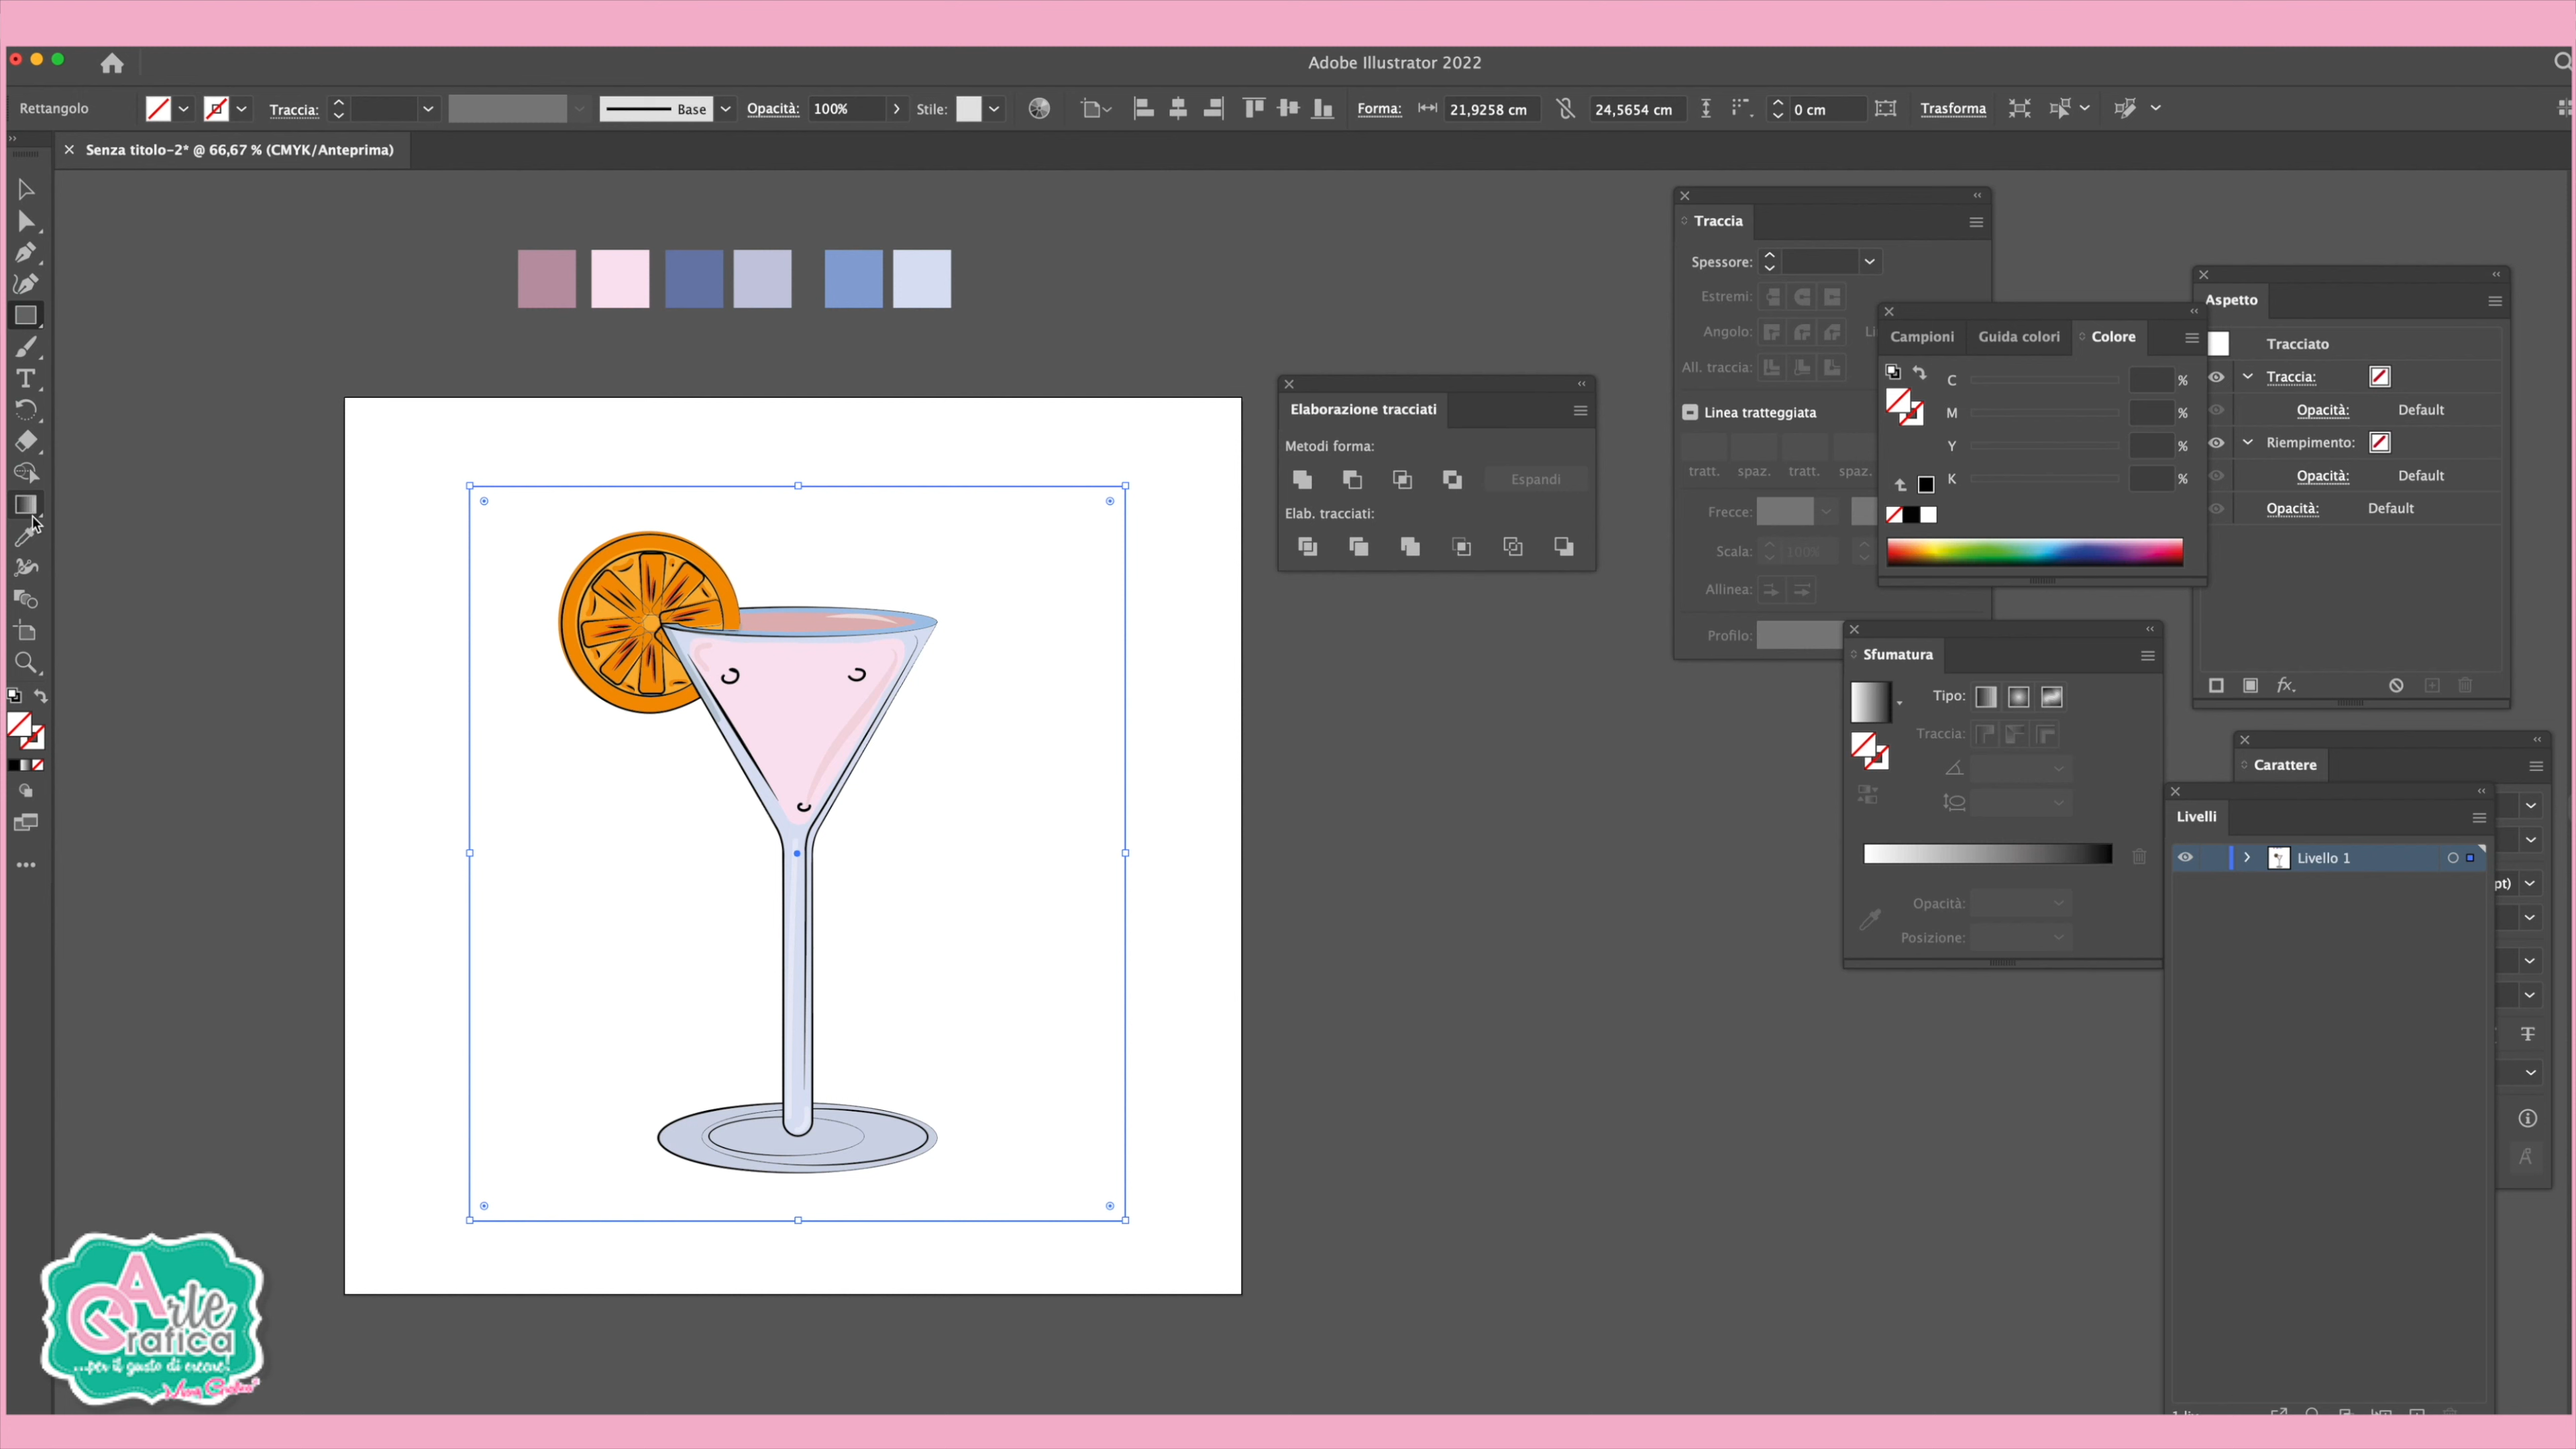 Adobe Illustrator 2022
Rettangolo
Traccia:
Base
Opacità:
100%
Stile:
Forma:
21,9258 cm
24,5654 cm
0 cm
Trasforma
Senza titolo-2* @ 66,67 % (CMYK/Anteprima)
Traccia
Spessore:
Estremi:
Angolo:
Li
All. traccia:
Linea tratteggiata
tratt.
spaz.
tratt.
spaz.
Frecce:
Scala:
100%
Allinea:
Profilo:
Elaborazione tracciati
Metodi forma:
Espandi
Elab. tracciati:
Campioni
Guida colori
Colore
C %
M %
Y %
K %
Aspetto
Tracciato
Traccia:
Opacità: Default
Riempimento:
Opacità: Default
Opacità: Default
fx
Sfumatura
Tipo:
Traccia:
Opacità:
Posizione:
Carattere
pt)
Livelli
Livello 1
Arte
Grafica
...per il gusto di creare!